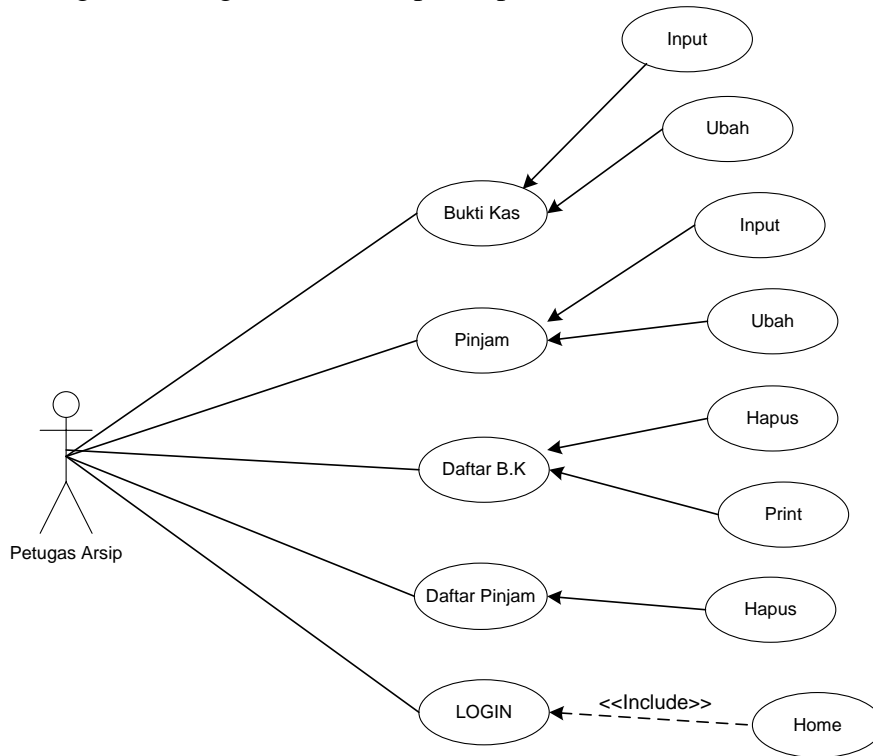 Input
Ubah
Bukti Kas
Input
Pinjam
Ubah
Hapus
Daftar B.K
Print
Petugas Arsip
Daftar Pinjam
Hapus
<<Include>>
LOGIN
Home